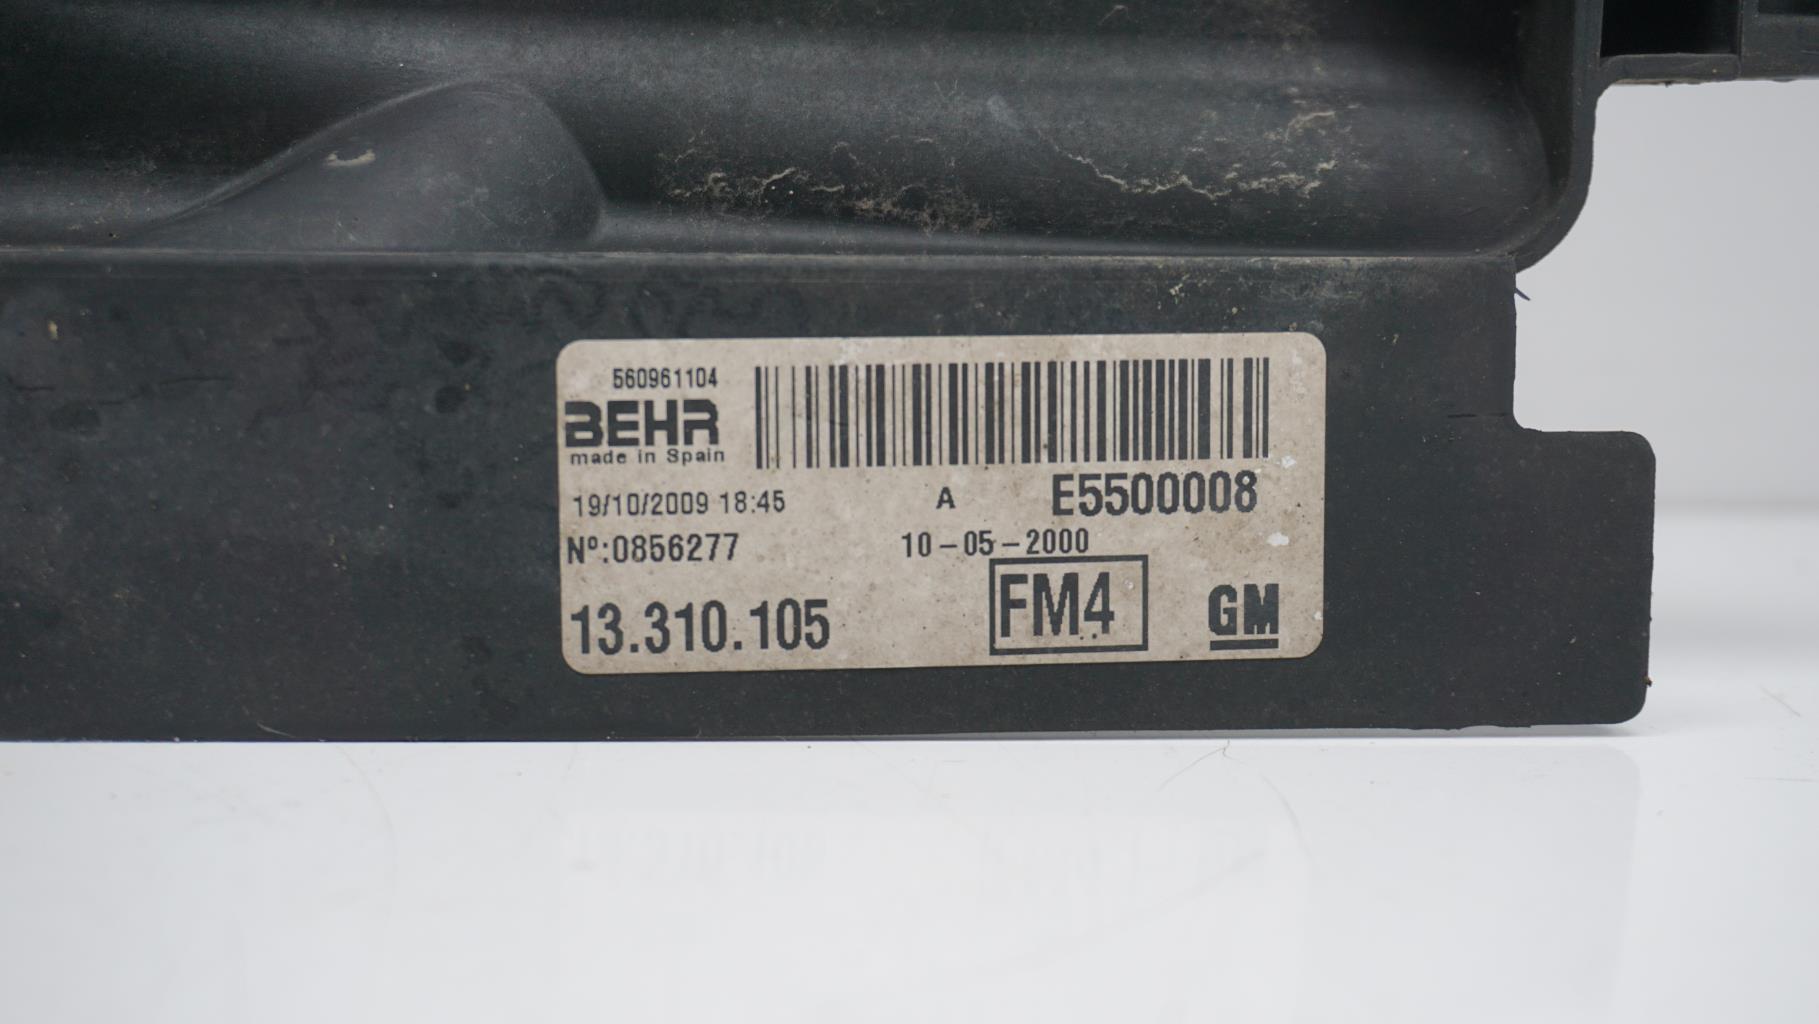 560961104
BEHR
made in Spain
19/10/2009 18:45 A E5500008
Nº:0856277 10-05-2000
13.310.105 FM4 GM